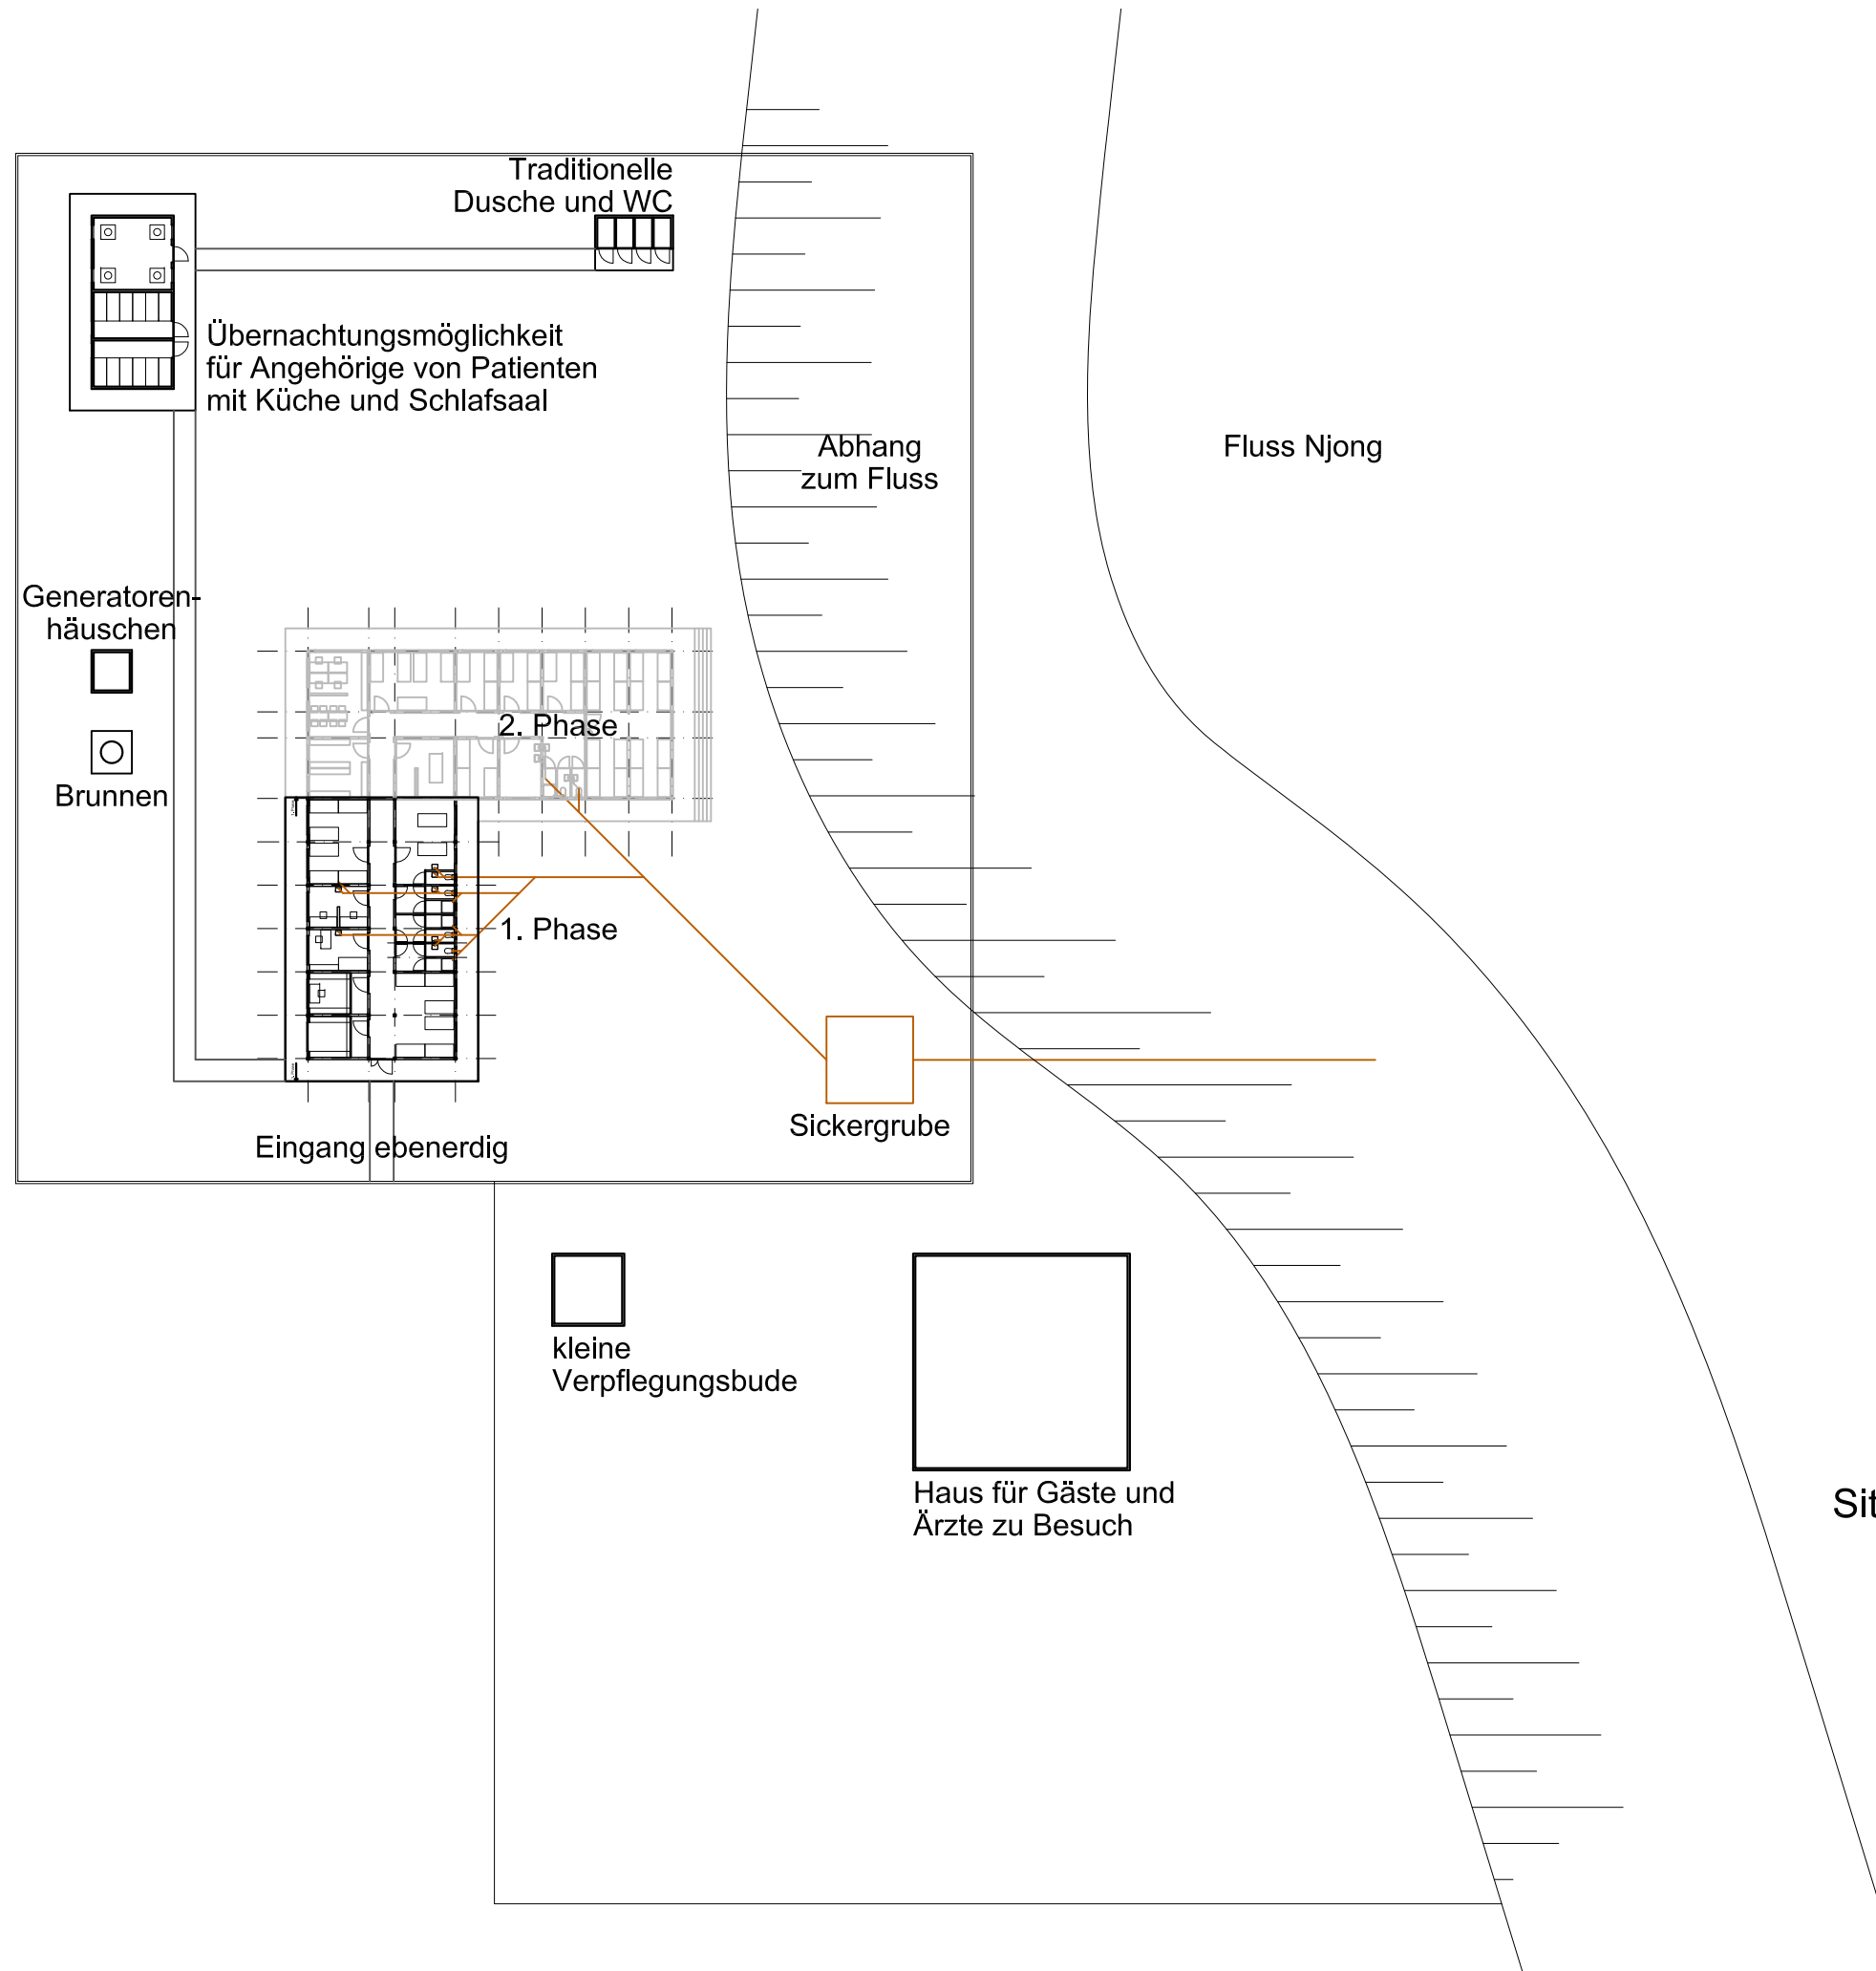 Traditionelle
Dusche und WC
Übernachtungsmöglichkeit
für Angehörige von Patienten
mit Küche und Schlafsaal
Abhang
zum Fluss
Fluss Njong
Generatoren-
häuschen
2. Phase
Brunnen
1. Phase
Sickergrube
Eingang ebenerdig
kleine
Verpflegungsbude
Haus für Gäste und
Ärzte zu Besuch
Sit